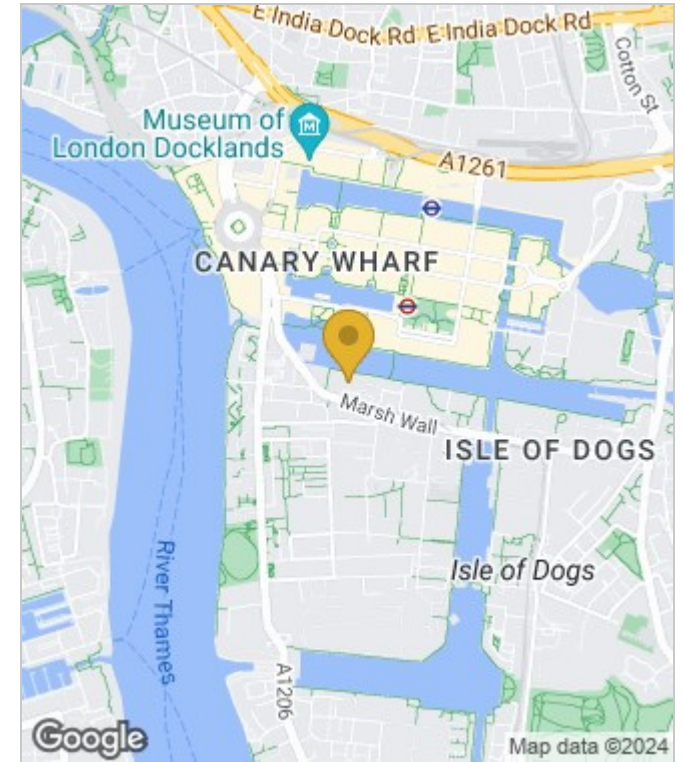 E India Dock Rd E India Dock Rd
Cotton St
Museum of
London Docklands
A1261
CANARY WHARF
Marsh Wall
ISLE OF DOGS
Isle of Dogs
River Thames
A1206
Google
Map data ©2024